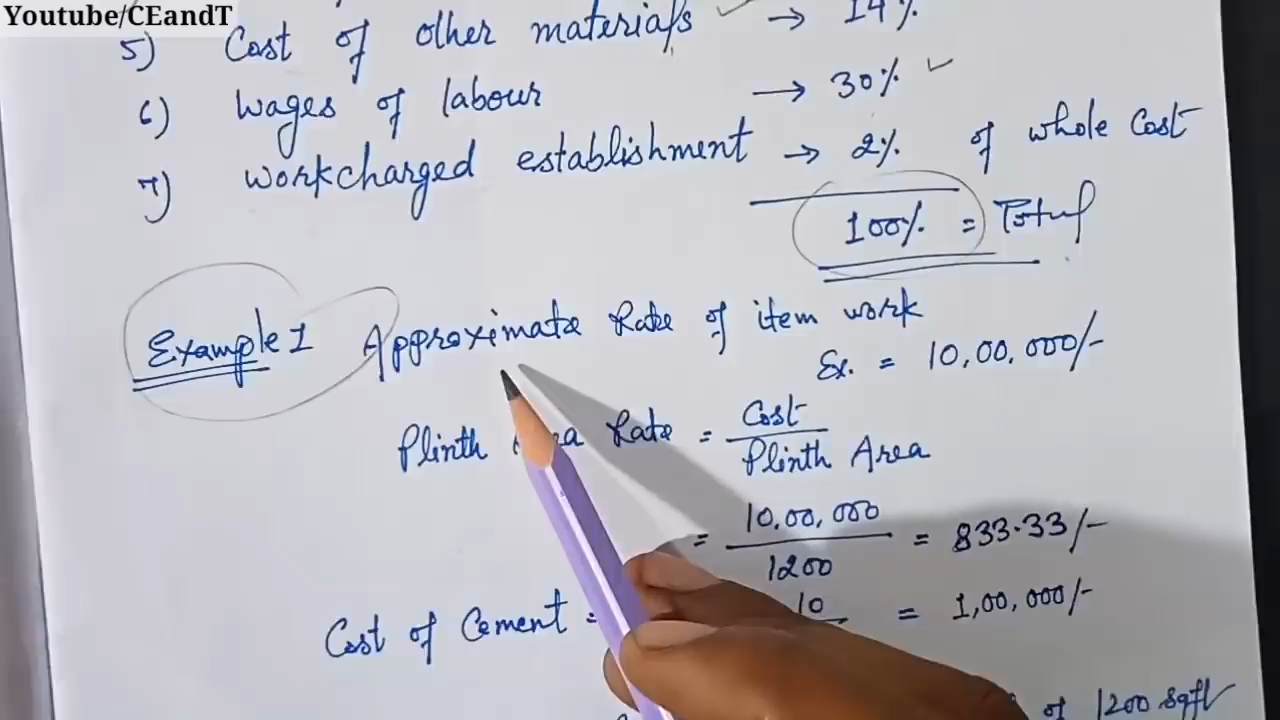 Youtube/CEandT
5) Cost of other materials → 14%
6) Wages of labour → 30%
7) Workcharged establishment → 2% of whole Cost
100% = Total
Example 1 Approximate Rate of item work
Ex. = 10,00,000/-
Plinth Area Rate = Cost / Plinth Area
= 10,00,000 / 1200 = 833.33/-
Cost of Cement = 10 = 1,00,000/-
of 1200 sqft